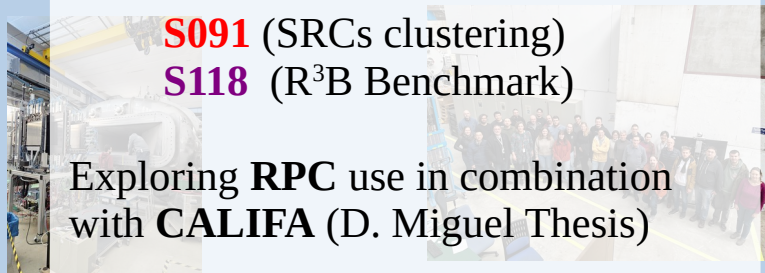 S091 (SRCs clustering)
S118 (R³B Benchmark)
Exploring RPC use in combination
with CALIFA (D. Miguel Thesis)